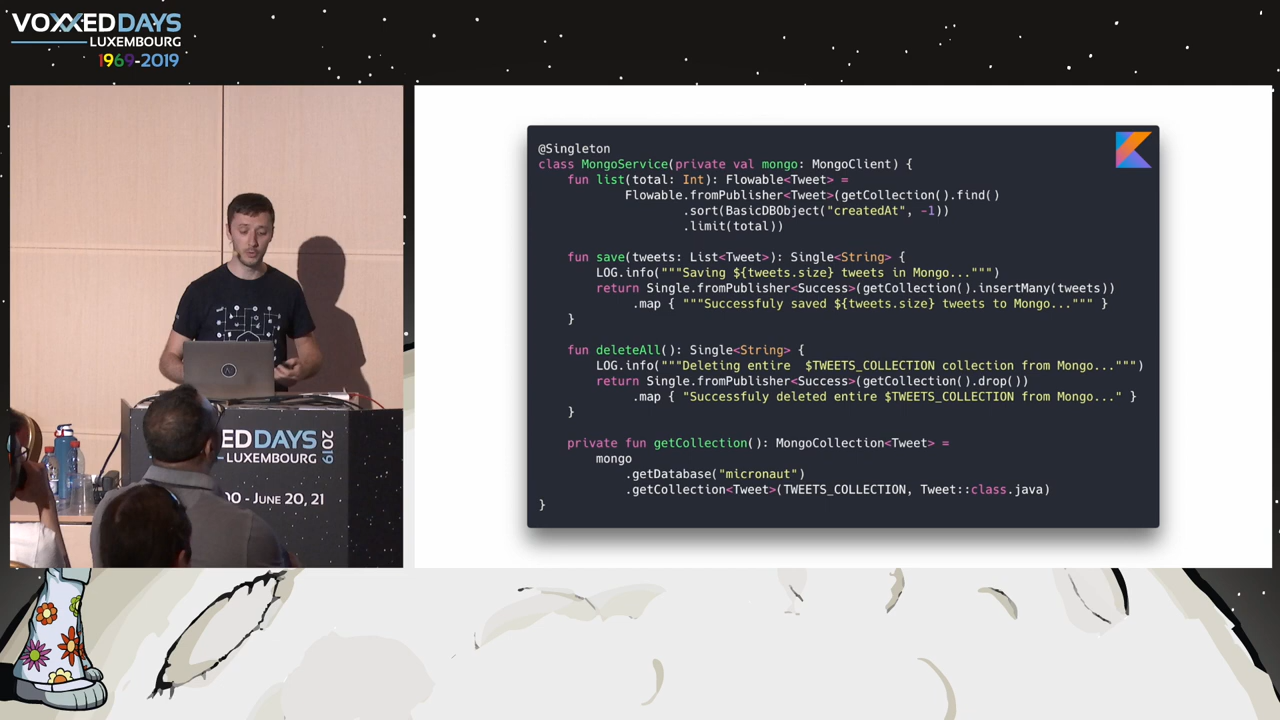 VOXXEDDAYS
LUXEMBOURG
1969-2019
@Singleton
class MongoService(private val mongo: MongoClient) {
    fun list(total: Int): Flowable<Tweet> =
            Flowable.fromPublisher<Tweet>(getCollection().find()
                    .sort(BasicDBObject("createdAt", -1))
                    .limit(total))
    fun save(tweets: List<Tweet>): Single<String> {
        LOG.info("""Saving ${tweets.size} tweets in Mongo...""")
        return Single.fromPublisher<Success>(getCollection().insertMany(tweets))
             .map { """Successfuly saved ${tweets.size} tweets to Mongo...""" }
    }
    fun deleteAll(): Single<String> {
        LOG.info("""Deleting entire  $TWEETS_COLLECTION collection from Mongo...""")
        return Single.fromPublisher<Success>(getCollection().drop())
             .map { "Successfuly deleted entire $TWEETS_COLLECTION from Mongo..." }
    }
    private fun getCollection(): MongoCollection<Tweet> =
        mongo
            .getDatabase("micronaut")
            .getCollection<Tweet>(TWEETS_COLLECTION, Tweet::class.java)
}
ED DAYS 2019
LUXEMBOURG
00 - JUNE 20, 21